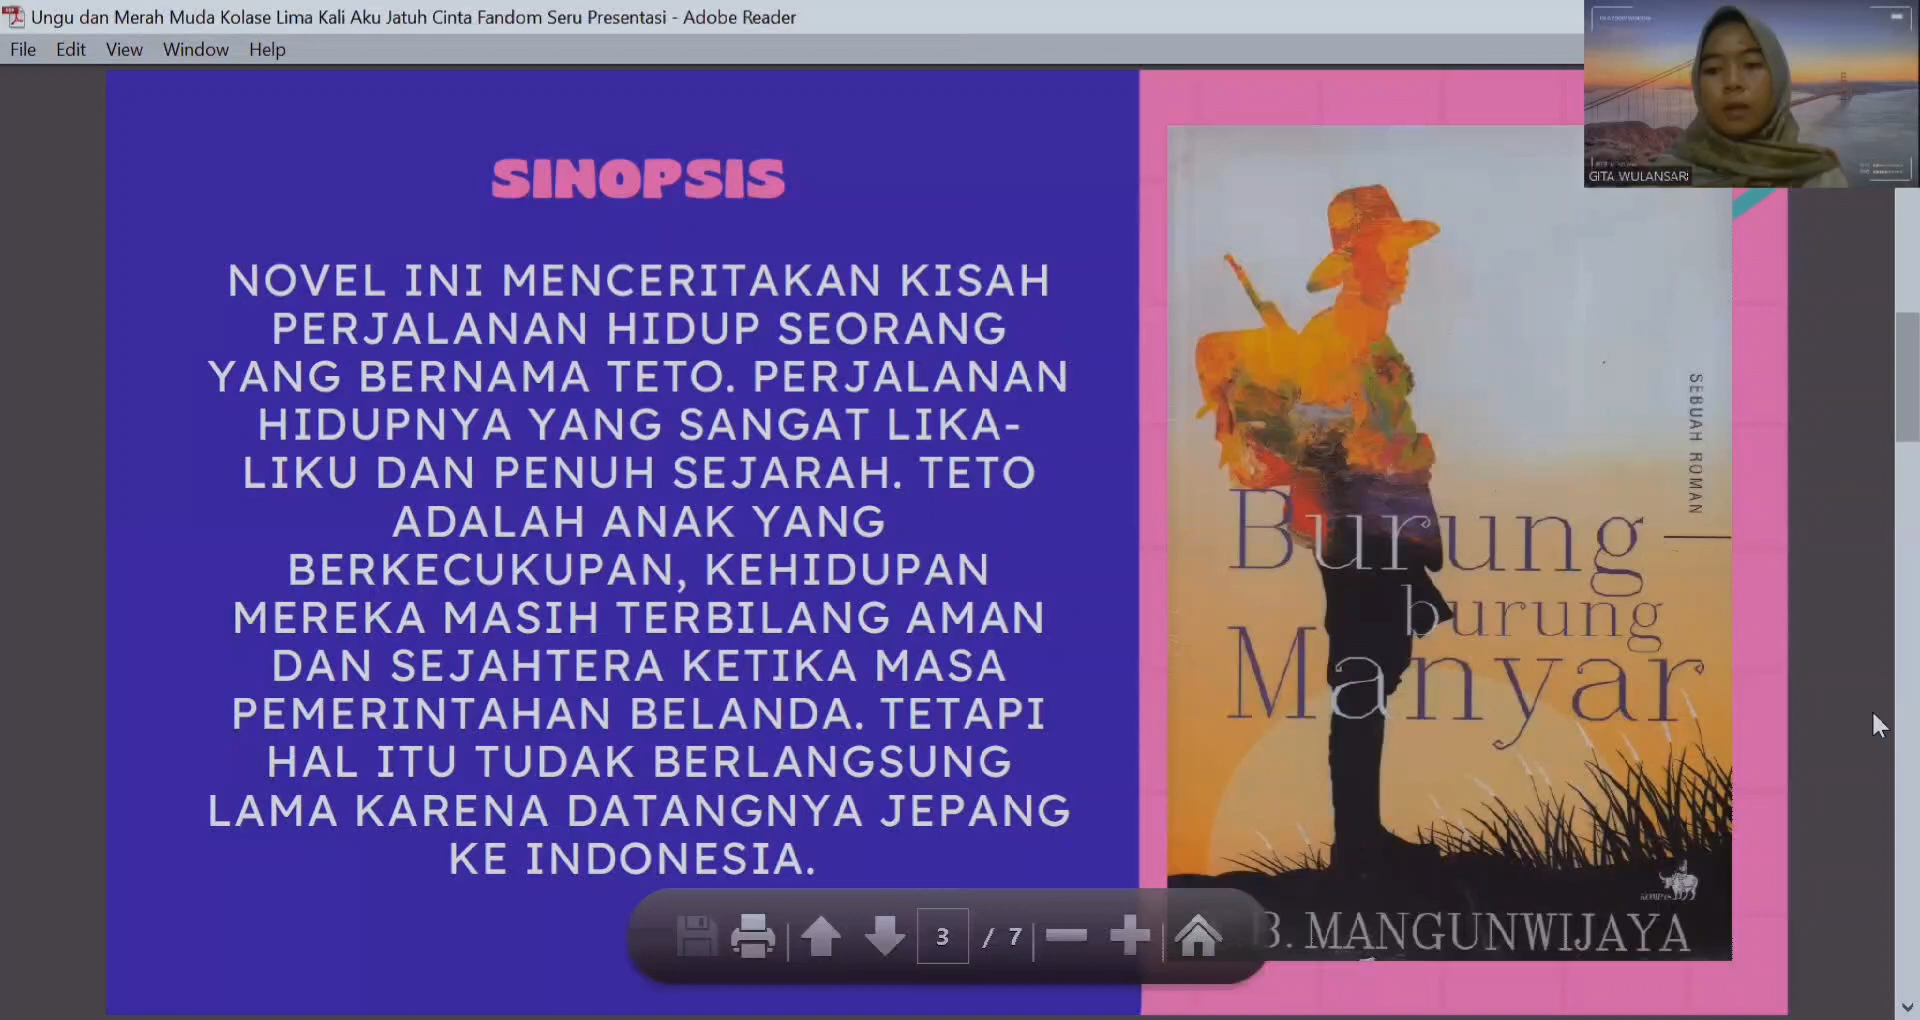 Ungu dan Merah Muda Kolase Lima Kali Aku Jatuh Cinta Fandom Seru Presentasi - Adobe Reader
File Edit View Window Help
GITA WULANSARI
SINOPSIS
NOVEL INI MENCERITAKAN KISAH
PERJALANAN HIDUP SEORANG
YANG BERNAMA TETO. PERJALANAN
HIDUPNYA YANG SANGAT LIKA-
LIKU DAN PENUH SEJARAH. TETO
ADALAH ANAK YANG
BERKECUKUPAN, KEHIDUPAN
MEREKA MASIH TERBILANG AMAN
DAN SEJAHTERA KETIKA MASA
PEMERINTAHAN BELANDA. TETAPI
HAL ITU TUDAK BERLANGSUNG
LAMA KARENA DATANGNYA JEPANG
KE INDONESIA.
SEBUAH ROMAN
Burung
burung
Manyar
B. MANGUNWIJAYA
3 / 7